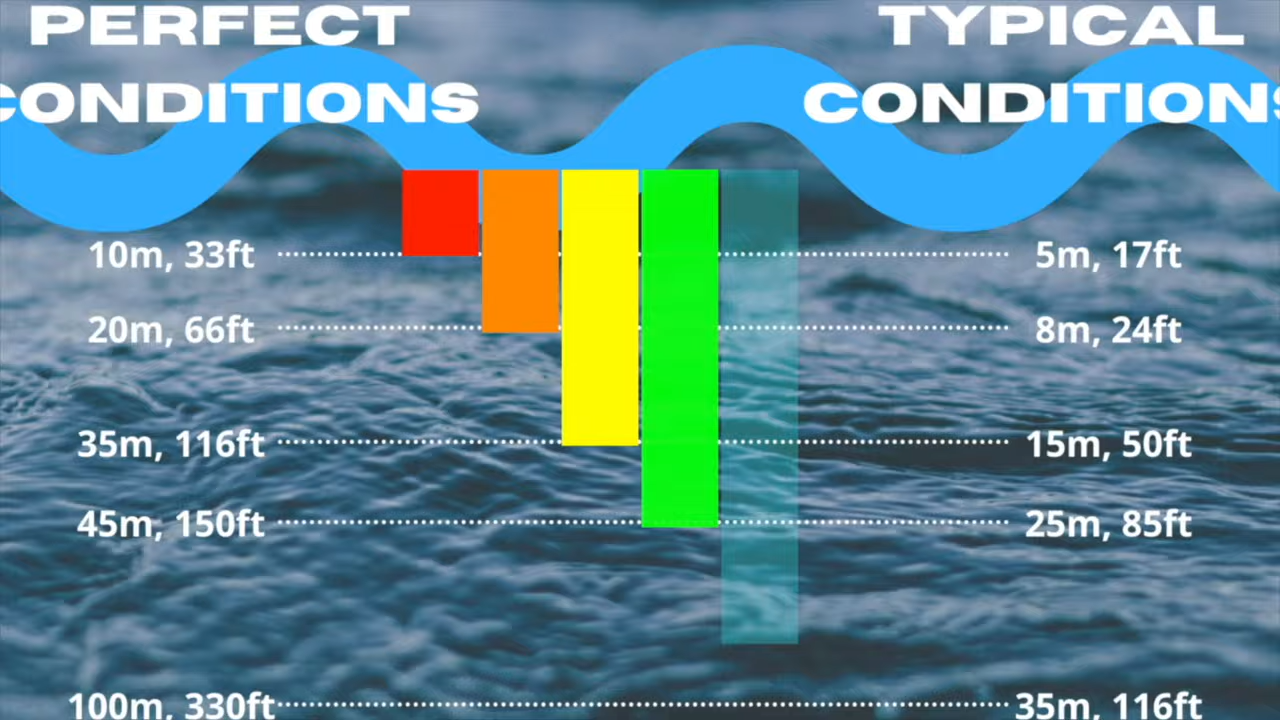 PERFECT
CONDITIONS
TYPICAL
CONDITIONS
10m, 33ft
5m, 17ft
20m, 66ft
8m, 24ft
35m, 116ft
15m, 50ft
45m, 150ft
25m, 85ft
100m, 330ft
35m, 116ft